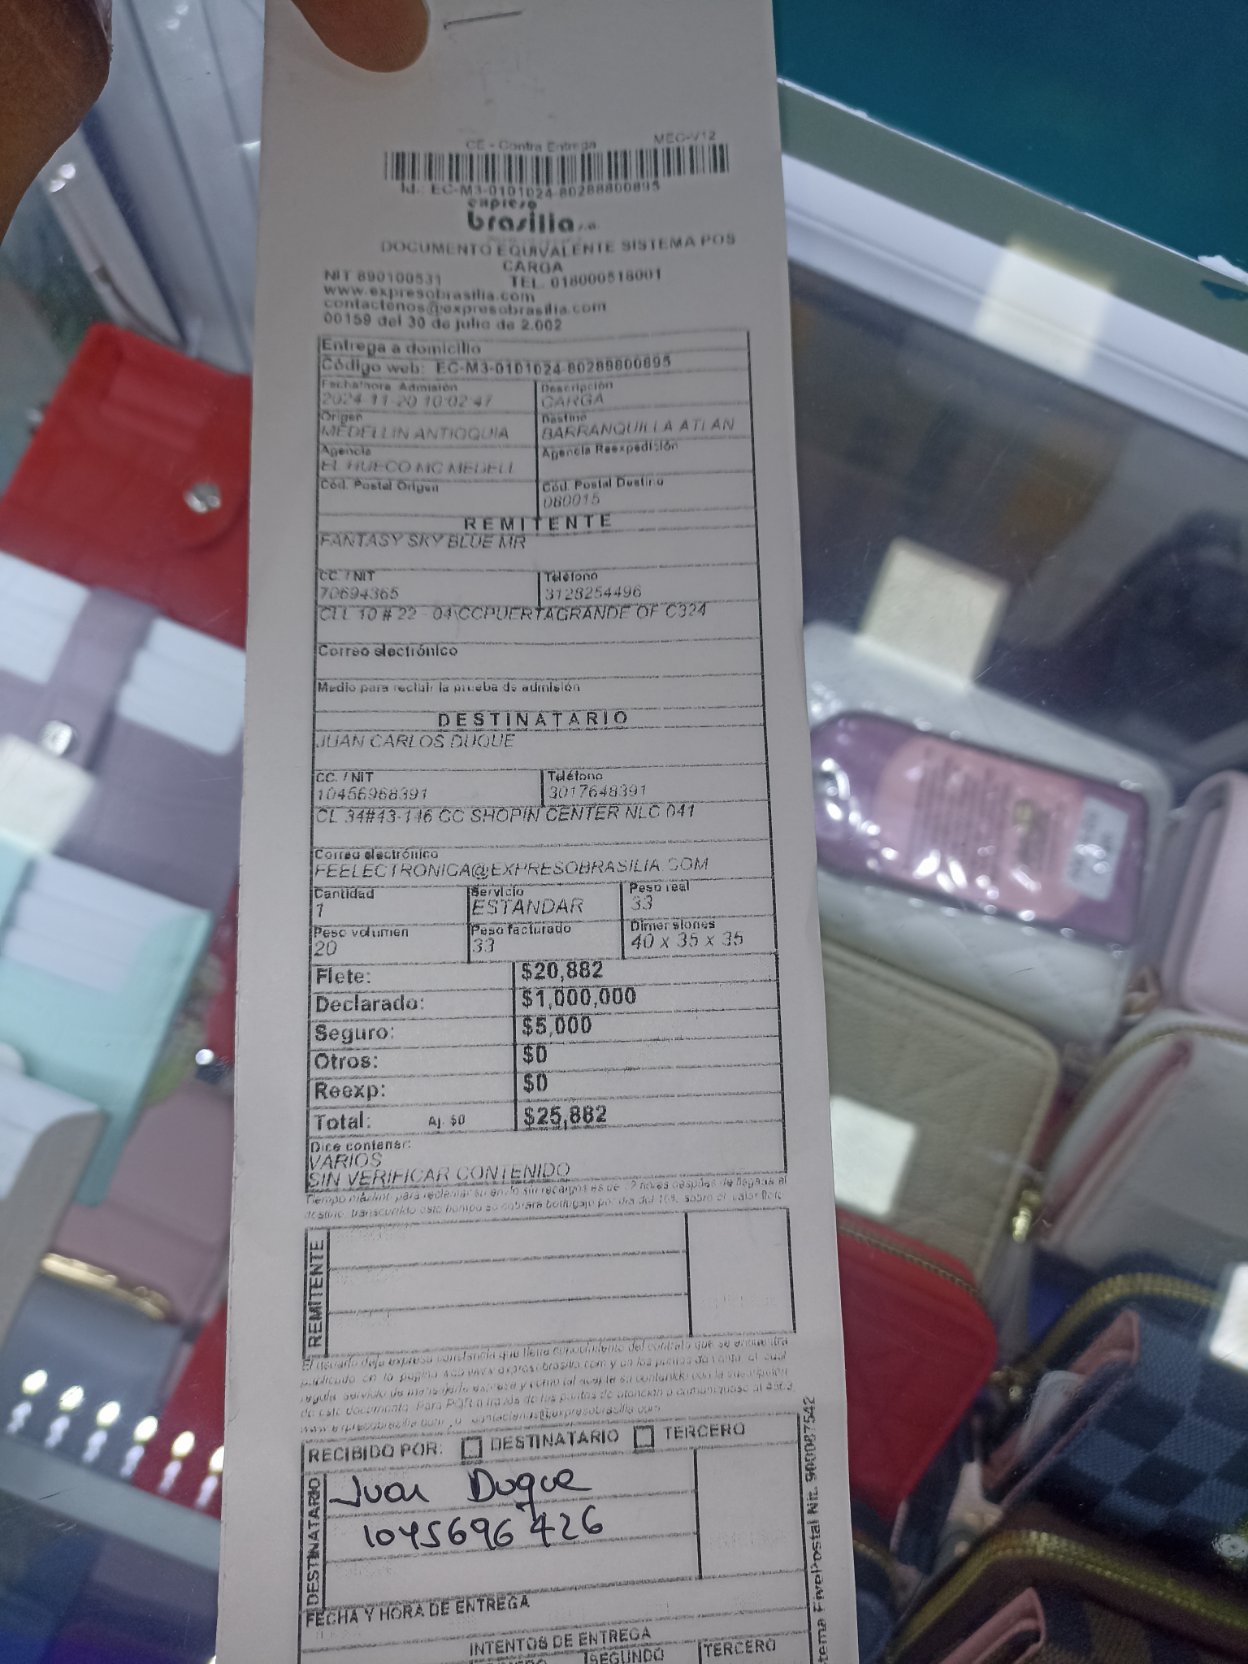 CE - Contra Entrega MEC-V12
Id.: EC-M3-0101024-80288800895
expreso
brasilia s.a.
DOCUMENTO EQUIVALENTE SISTEMA POS
CARGA
NIT 890100531 TEL. 018000518001
www.expresobrasilia.com
contactenos@expresobrasilia.com
00159 del 30 de julio de 2.002
Entrega a domicilio
Código web: EC-M3-0101024-80288800895
Fecha/hora Admisión Descripción
2024-11-20 10:02:47 CARGA
Origen Destino
MEDELLIN ANTIOQUIA BARRANQUILLA ATLAN
Agencia Agencia Reexpedición
EL HUECO MC MEDELL
Cód. Postal Origen Cód. Postal Destino
080015
REMITENTE
FANTASY SKY BLUE MR
CC. / NIT Teléfono
70694365 3128254496
CLL 10 # 22 - 04\CCPUERTAGRANDE OF C324
Correo electrónico
Medio para recibir la prueba de admisión
DESTINATARIO
JUAN CARLOS DUQUE
CC. / NIT Teléfono
10456968391 3017648391
CL 34#43-146 CC SHOPIN CENTER NLC 041
Correo electrónico
FEELECTRONICA@EXPRESOBRASILIA.COM
Cantidad Servicio Peso real
1 ESTANDAR 33
Peso volumen Peso facturado Dimensiones
20 33 40 x 35 x 35
Flete: $20,882
Declarado: $1,000,000
Seguro: $5,000
Otros: $0
Reexp: $0
Total: Aj. $0 $25,882
Dice contener:
VARIOS
SIN VERIFICAR CONTENIDO
REMITENTE
RECIBIDO POR: DESTINATARIO TERCERO
DESTINATARIO
Juan Duque
1045696426
FECHA Y HORA DE ENTREGA
INTENTOS DE ENTREGA
SEGUNDO TERCERO
Nit. 900087542